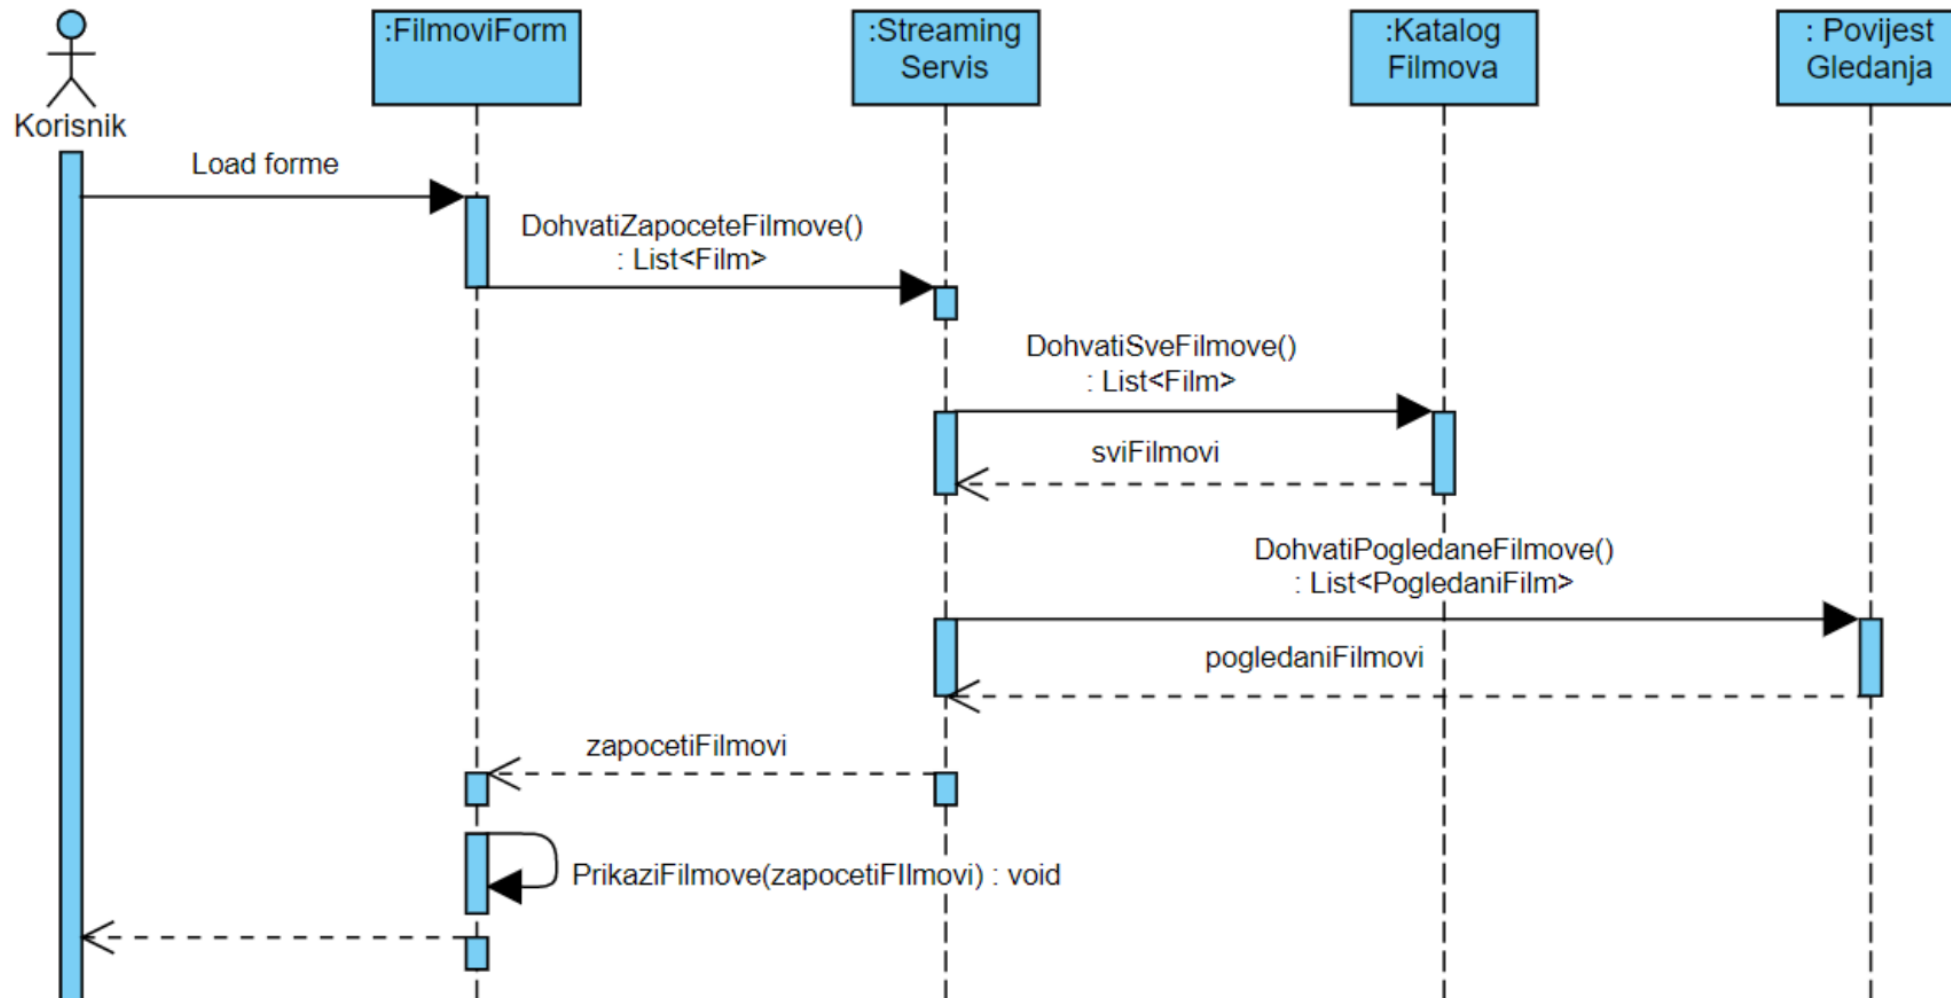 :FilmoviForm
:Streaming
Servis
:Katalog
Filmova
: Povijest
Gledanja
Korisnik
Load forme
DohvatiZapoceteFilmove()
: List<Film>
DohvatiSveFilmove()
: List<Film>
sviFilmovi
DohvatiPogledaneFilmove()
: List<PogledaniFilm>
pogledaniFilmovi
zapocetiFilmovi
PrikaziFilmove(zapocetiFIlmovi) : void